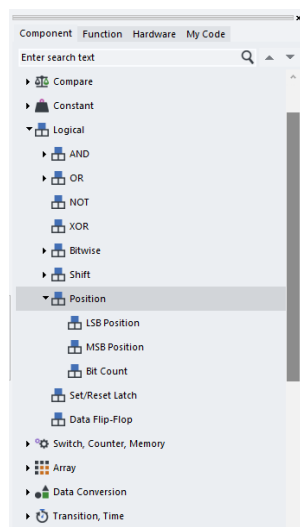 Component Function Hardware My Code
Enter search text
Compare
Constant
Logical
AND
OR
NOT
XOR
Bitwise
Shift
Position
LSB Position
MSB Position
Bit Count
Set/Reset Latch
Data Flip-Flop
Switch, Counter, Memory
Array
Data Conversion
Transition, Time